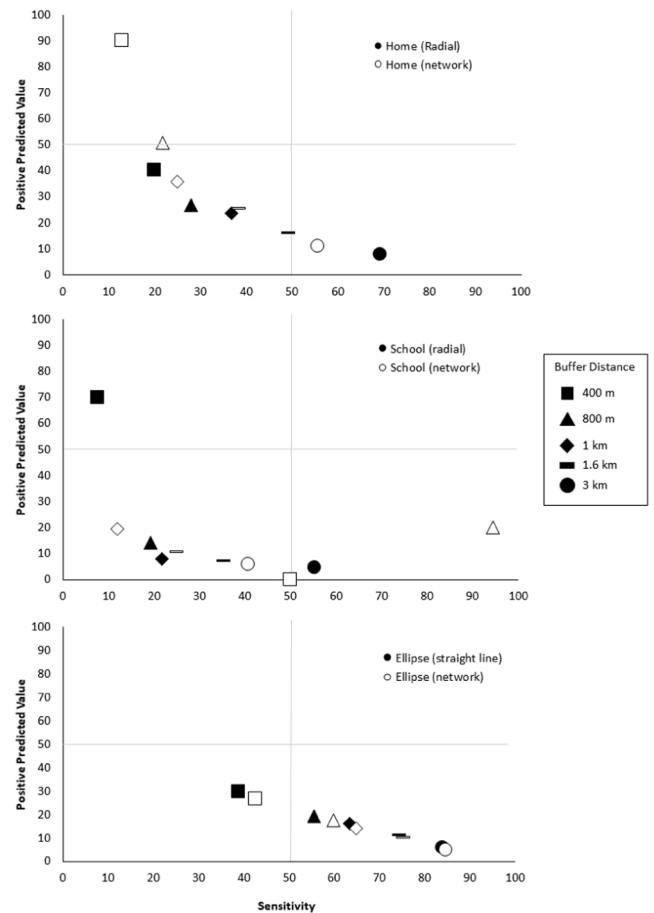 100
90
80
70
60
50
40
30
20
10
0
Positive Predicted Value
Home (Radial)
Home (network)
0 10 20 30 40 50 60 70 80 90 100
100
90
80
70
60
50
40
30
20
10
0
Positive Predicted Value
School (radial)
School (network)
0 10 20 30 40 50 60 70 80 90 100
Buffer Distance
400 m
800 m
1 km
1.6 km
3 km
100
90
80
70
60
50
40
30
20
10
0
Positive Predicted Value
Ellipse (straight line)
Ellipse (network)
0 10 20 30 40 50 60 70 80 90 100
Sensitivity